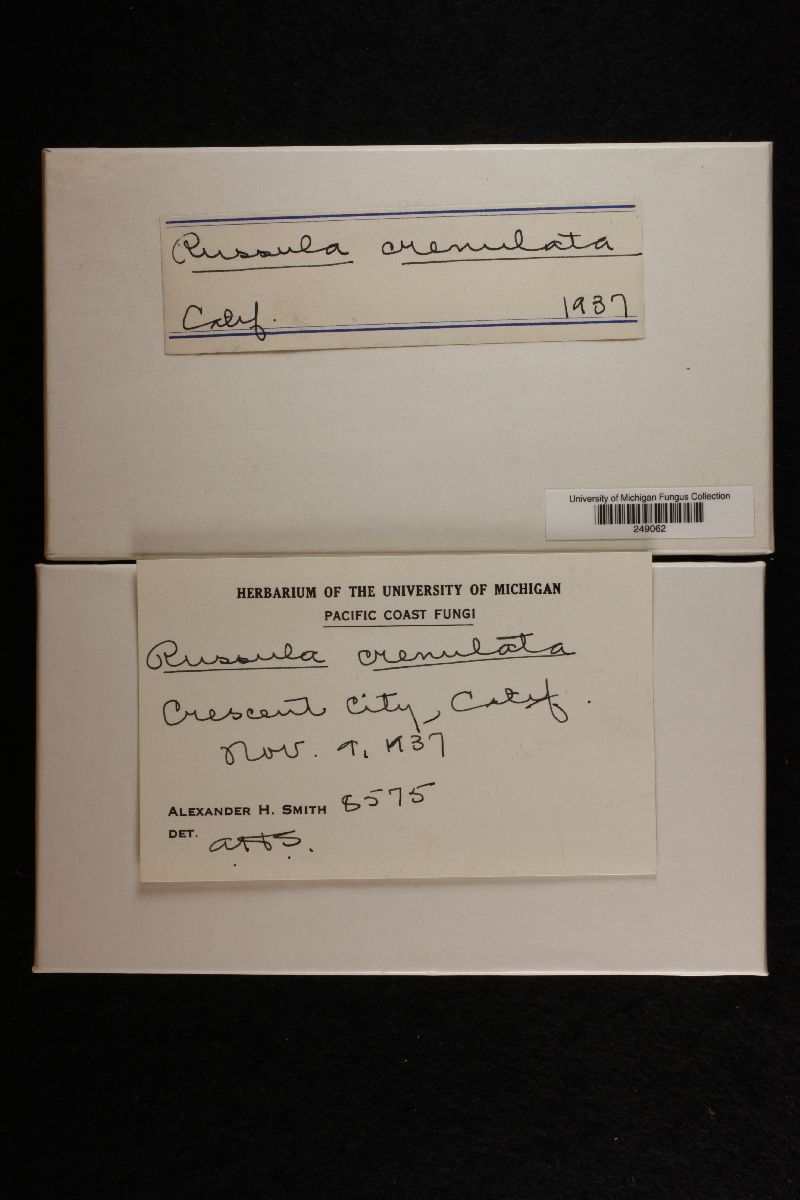 Russula crenulata
Calif. 1937
University of Michigan Fungus Collection
249062
HERBARIUM OF THE UNIVERSITY OF MICHIGAN
PACIFIC COAST FUNGI
Russula crenulata
Crescent City, Calif.
Nov. 9, 1937
ALEXANDER H. SMITH 8575
DET. A.H.S.